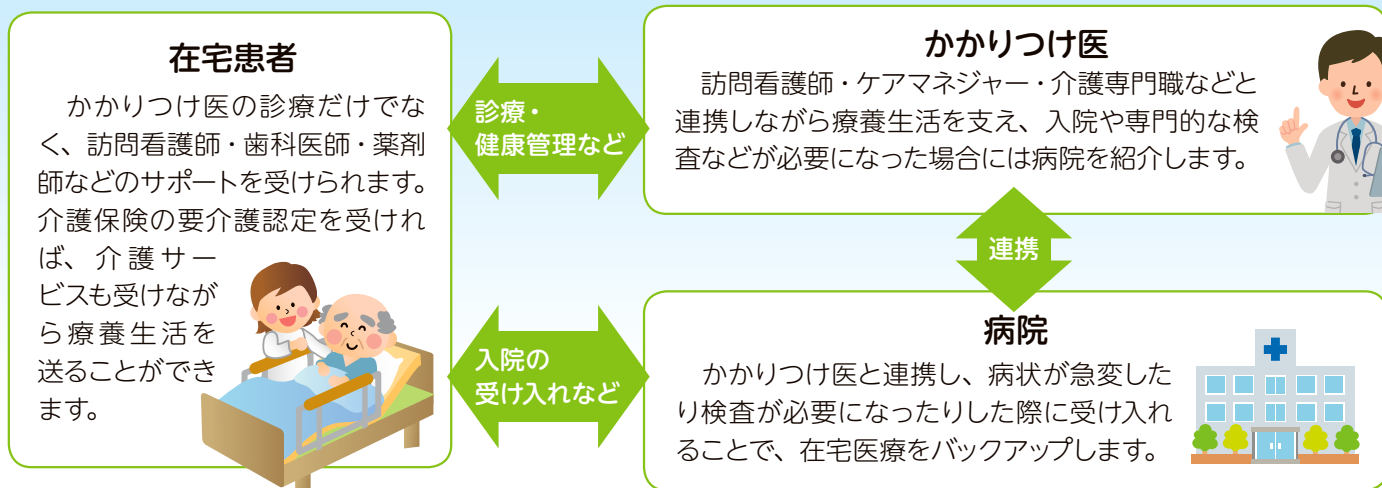 在宅患者
かかりつけ医の診療だけでな
く、訪問看護師・歯科医師・薬剤
師などのサポートを受けられます。
介護保険の要介護認定を受けれ
ば、介護サー
ビスも受けなが
ら療養生活を
送ることができ
ます。
診療・
健康管理など
かかりつけ医
訪問看護師・ケアマネジャー・介護専門職などと
連携しながら療養生活を支え、入院や専門的な検
査などが必要になった場合には病院を紹介します。
連携
入院の
受け入れなど
病院
かかりつけ医と連携し、病状が急変した
り検査が必要になったりした際に受け入れ
ることで、在宅医療をバックアップします。